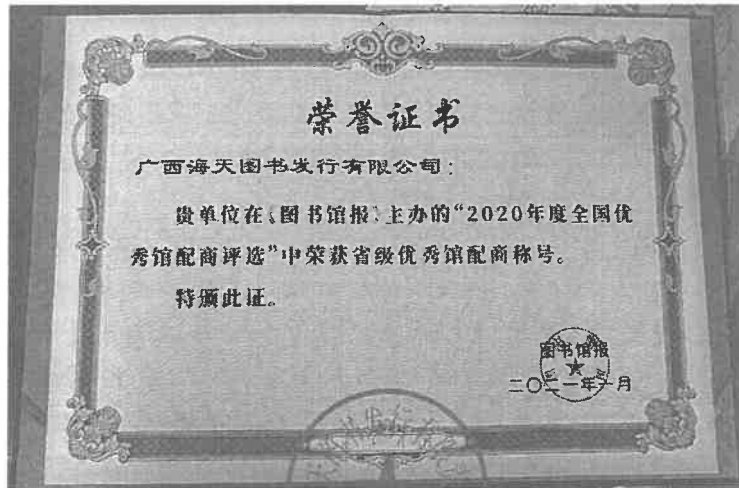 荣誉证书
广西海天图书发行有限公司：
贵单位在《图书馆报》主办的“2020年度全国优
秀馆配商评选”中荣获省级优秀馆配商称号。
特颁此证。
图书馆报
二〇二一年一月